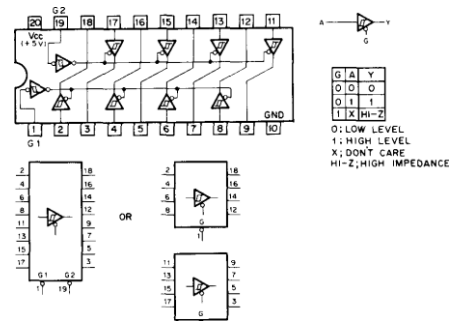 G2
20 19 18 17 16 15 14 13 12 11
Vcc
(+5V)
GND
1 2 3 4 5 6 7 8 9 10
G1
A Y
G
G A Y
0 0 0
0 1 1
1 X HI-Z
0; LOW LEVEL
1; HIGH LEVEL
X; DON'T CARE
HI-Z; HIGH IMPEDANCE
2 18
4 16
6 14
8 12
11 9
13 7
15 5
17 3
G1 G2
1 19
OR
2 18
4 16
6 14
8 12
G
1
11 9
13 7
15 5
17 3
G